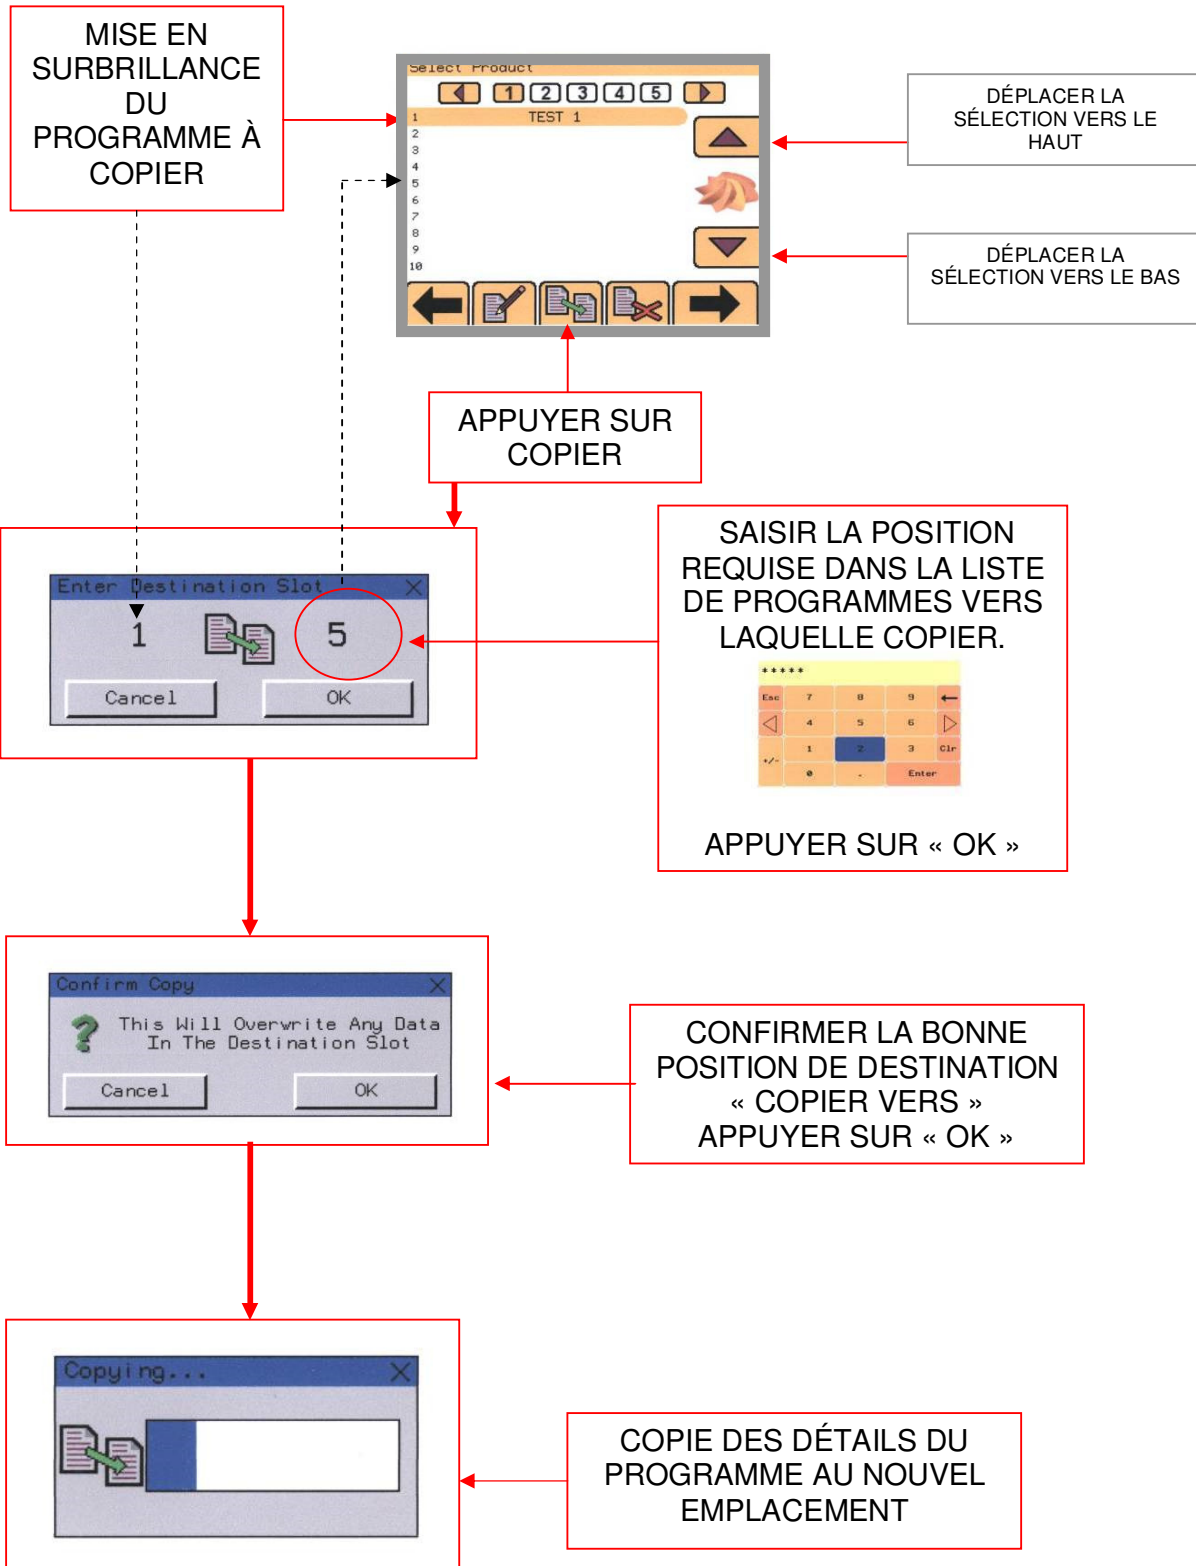 MISE EN
SURBRILLANCE
DU
PROGRAMME À
COPIER
Select Product
1 2 3 4 5
1 TEST 1
2
3
4
5
6
7
8
9
10
DÉPLACER LA
SÉLECTION VERS LE
HAUT
DÉPLACER LA
SÉLECTION VERS LE BAS
APPUYER SUR
COPIER
Enter Destination Slot
1 5
Cancel OK
SAISIR LA POSITION
REQUISE DANS LA LISTE
DE PROGRAMMES VERS
LAQUELLE COPIER.
*****
Esc 7 8 9
4 5 6
1 2 3 Clr
+/-
0 . Enter
APPUYER SUR « OK »
Confirm Copy
This Will Overwrite Any Data
In The Destination Slot
Cancel OK
CONFIRMER LA BONNE
POSITION DE DESTINATION
« COPIER VERS »
APPUYER SUR « OK »
Copying...
COPIE DES DÉTAILS DU
PROGRAMME AU NOUVEL
EMPLACEMENT